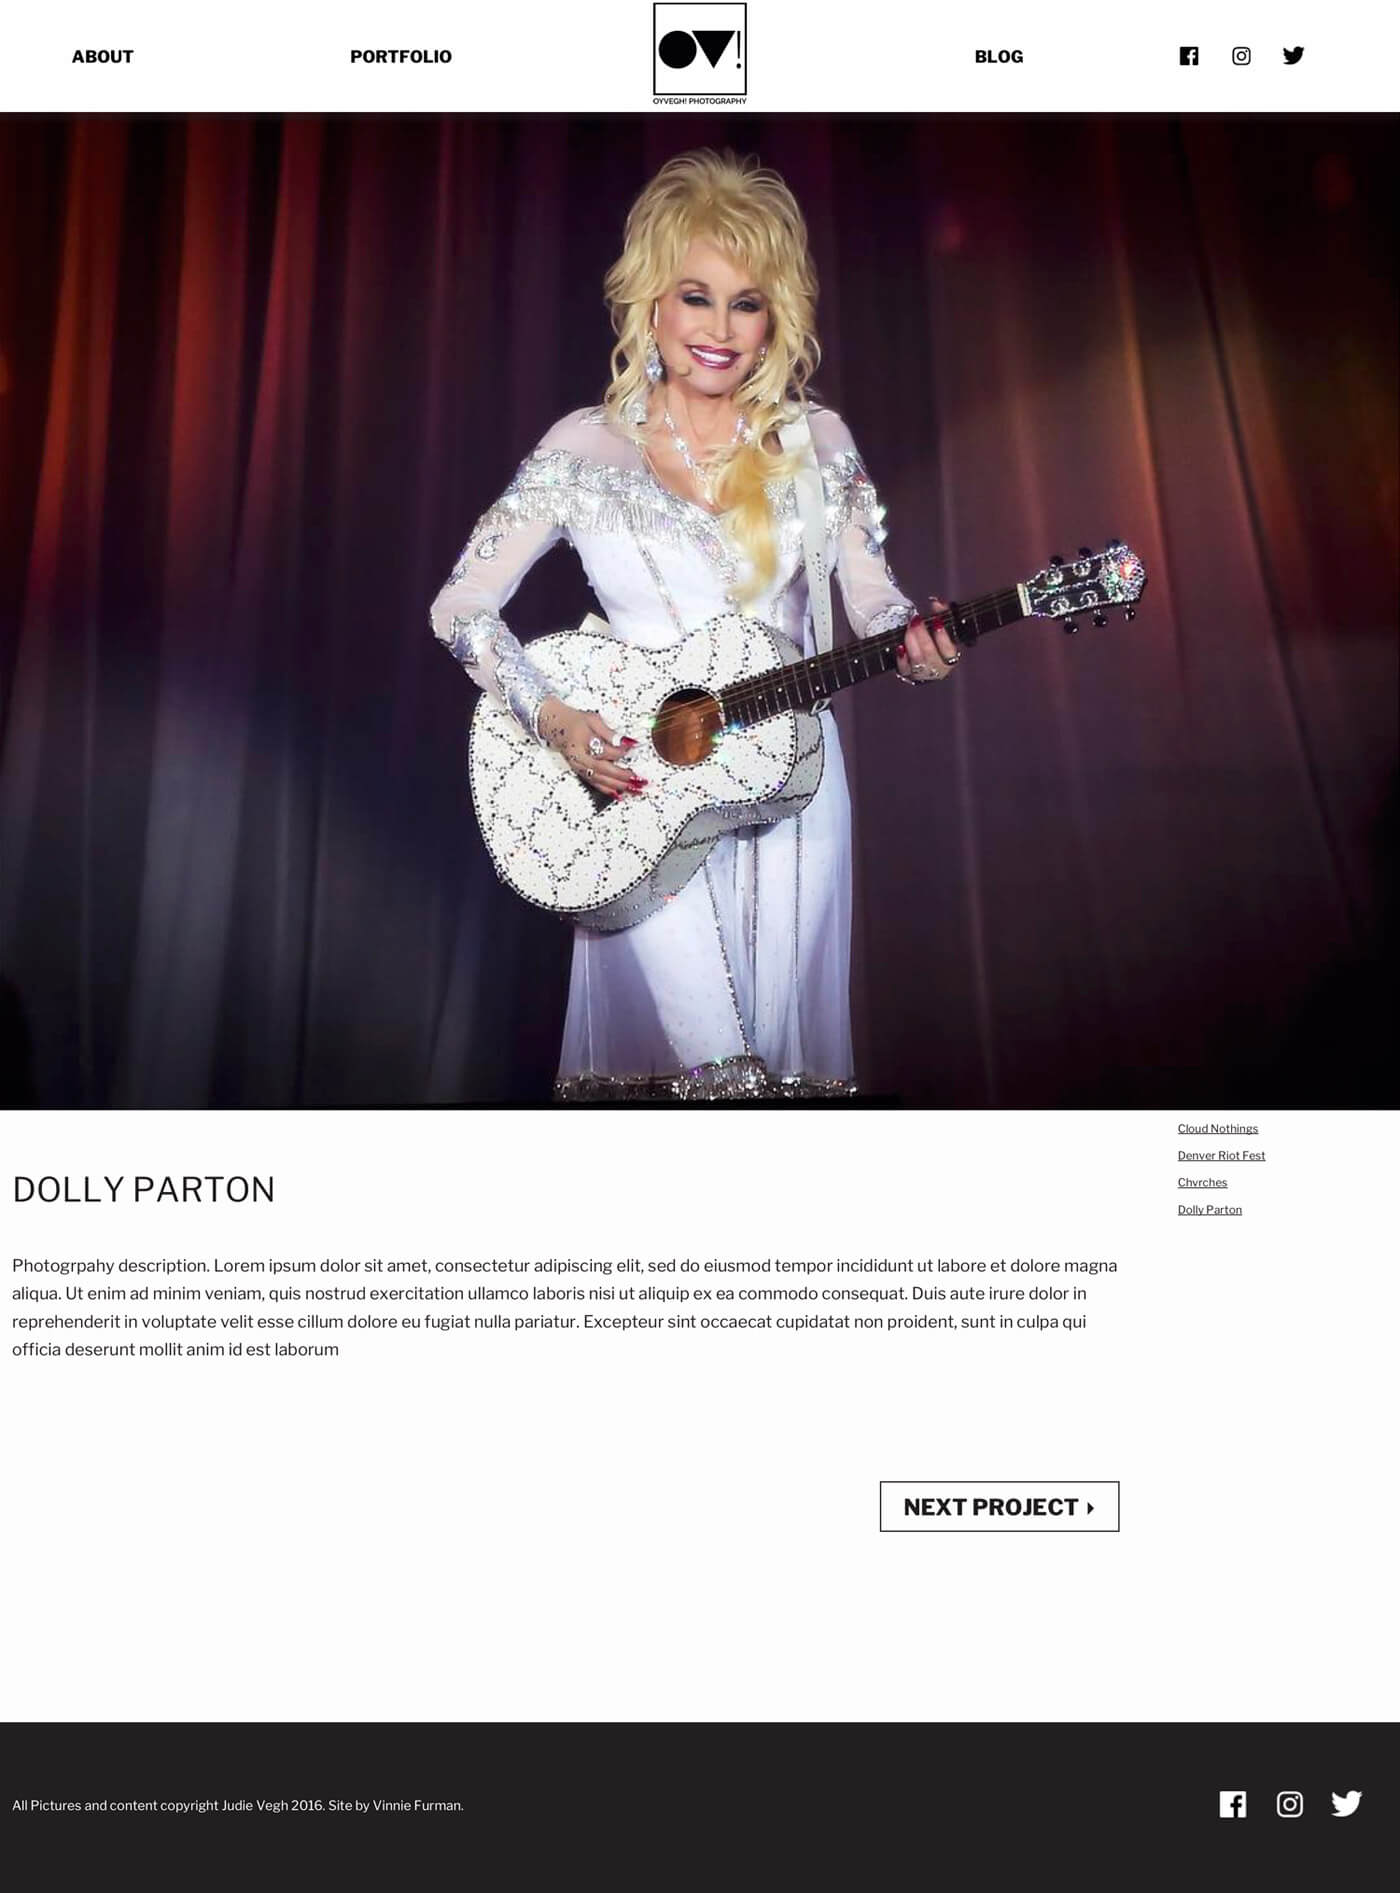 ABOUT
PORTFOLIO
OV!
OYVEGH! PHOTOGRAPHY
BLOG
Cloud Nothings
Denver Riot Fest
Chvrches
Dolly Parton
DOLLY PARTON
Photogrpahy description. Lorem ipsum dolor sit amet, consectetur adipiscing elit, sed do eiusmod tempor incididunt ut labore et dolore magna
aliqua. Ut enim ad minim veniam, quis nostrud exercitation ullamco laboris nisi ut aliquip ex ea commodo consequat. Duis aute irure dolor in
reprehenderit in voluptate velit esse cillum dolore eu fugiat nulla pariatur. Excepteur sint occaecat cupidatat non proident, sunt in culpa qui
officia deserunt mollit anim id est laborum
NEXT PROJECT
All Pictures and content copyright Judie Vegh 2016. Site by Vinnie Furman.